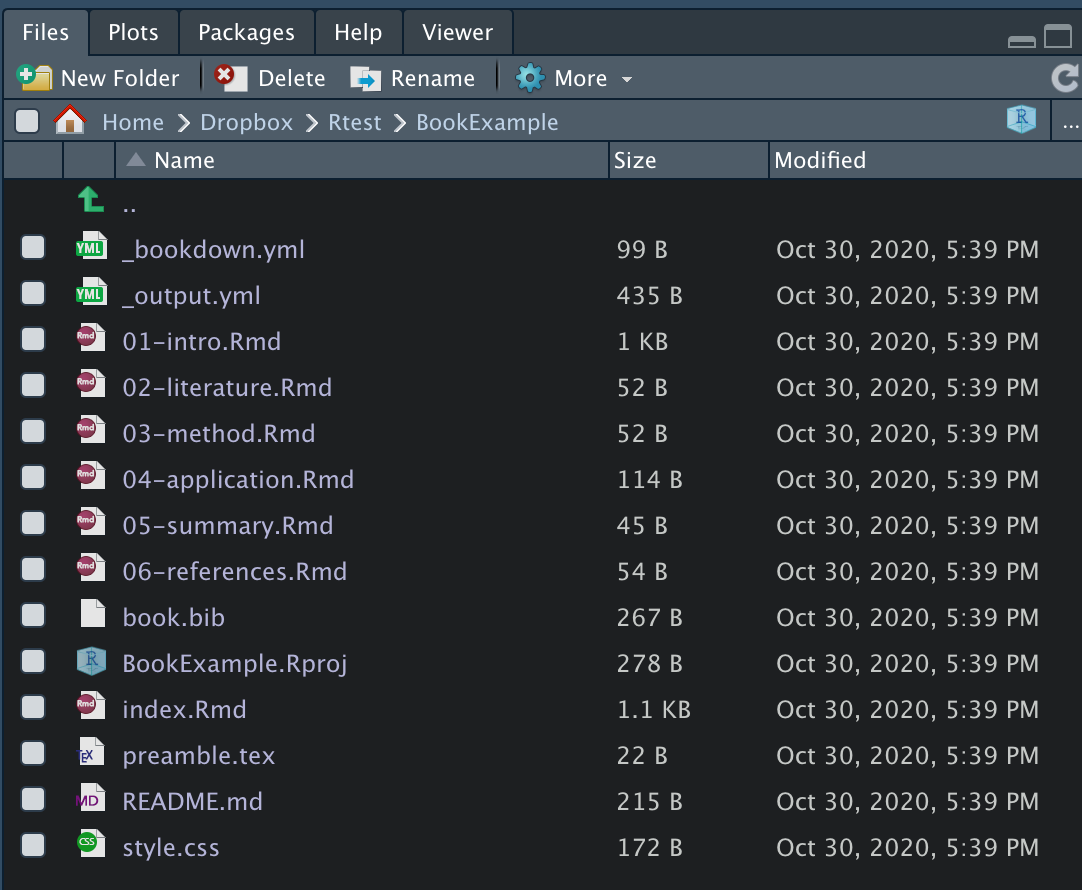 Files Plots Packages Help Viewer
New Folder Delete Rename More
Home Dropbox Rtest BookExample R ...
Name Size Modified
..
YML _bookdown.yml 99 B Oct 30, 2020, 5:39 PM
YML _output.yml 435 B Oct 30, 2020, 5:39 PM
Rmd 01-intro.Rmd 1 KB Oct 30, 2020, 5:39 PM
Rmd 02-literature.Rmd 52 B Oct 30, 2020, 5:39 PM
Rmd 03-method.Rmd 52 B Oct 30, 2020, 5:39 PM
Rmd 04-application.Rmd 114 B Oct 30, 2020, 5:39 PM
Rmd 05-summary.Rmd 45 B Oct 30, 2020, 5:39 PM
Rmd 06-references.Rmd 54 B Oct 30, 2020, 5:39 PM
book.bib 267 B Oct 30, 2020, 5:39 PM
R BookExample.Rproj 278 B Oct 30, 2020, 5:39 PM
Rmd index.Rmd 1.1 KB Oct 30, 2020, 5:39 PM
TEX preamble.tex 22 B Oct 30, 2020, 5:39 PM
MD README.md 215 B Oct 30, 2020, 5:39 PM
CSS style.css 172 B Oct 30, 2020, 5:39 PM